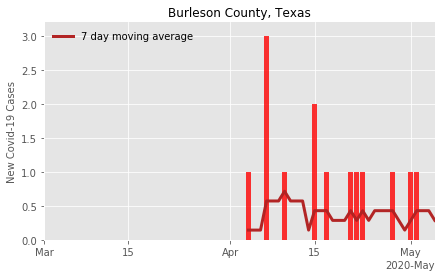 Burleson County, Texas
7 day moving average
New Covid-19 Cases
3.0
2.5
2.0
1.5
1.0
0.5
0.0
Mar 15 Apr 15 May
2020-May